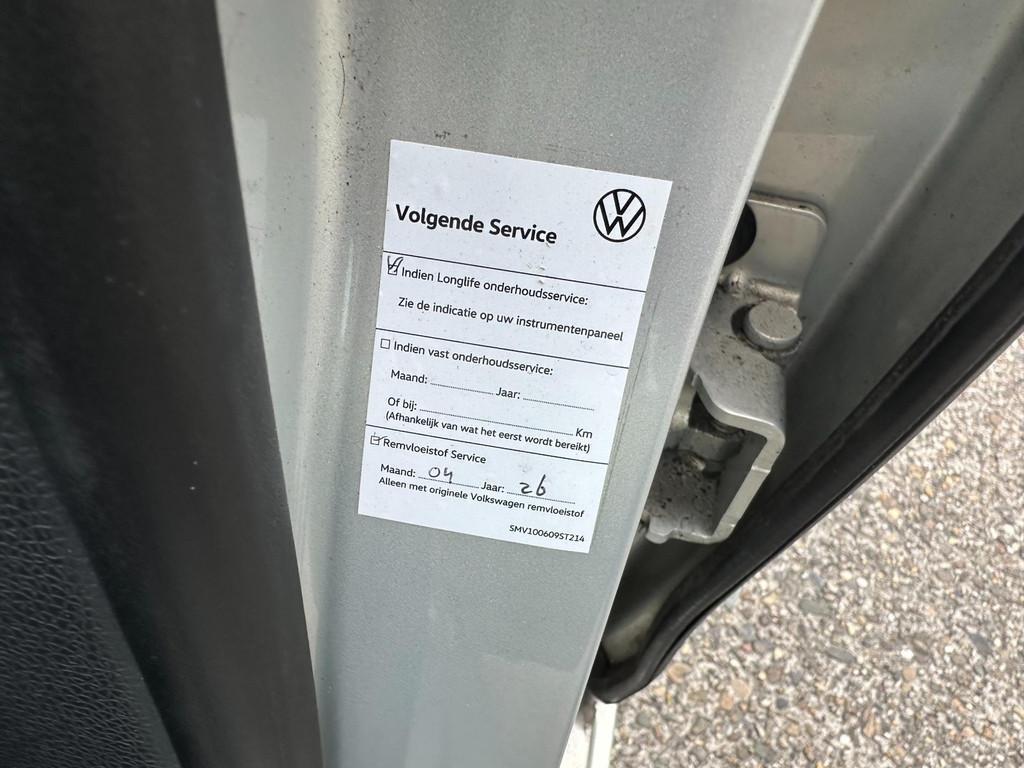 Volgende Service
Indien Longlife onderhoudsservice:
Zie de indicatie op uw instrumentenpaneel
Indien vast onderhoudsservice:
Maand: Jaar:
Of bij: Km
(Afhankelijk van wat het eerst wordt bereikt)
Remvloeistof Service
Maand: 04 Jaar: 26
Alleen met originele Volkswagen remvloeistof
SMV100609ST214